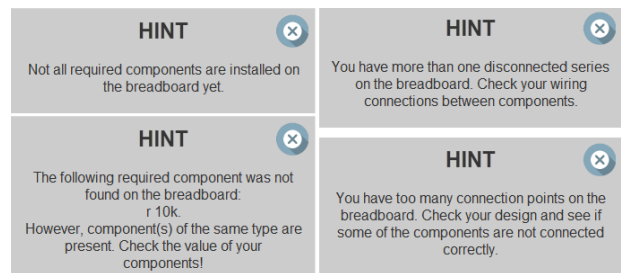 HINT
Not all required components are installed on
the breadboard yet.
HINT
You have more than one disconnected series
on the breadboard. Check your wiring
connections between components.
HINT
The following required component was not
found on the breadboard:
r 10k.
However, component(s) of the same type are
present. Check the value of your
components!
HINT
You have too many connection points on the
breadboard. Check your design and see if
some of the components are not connected
correctly.